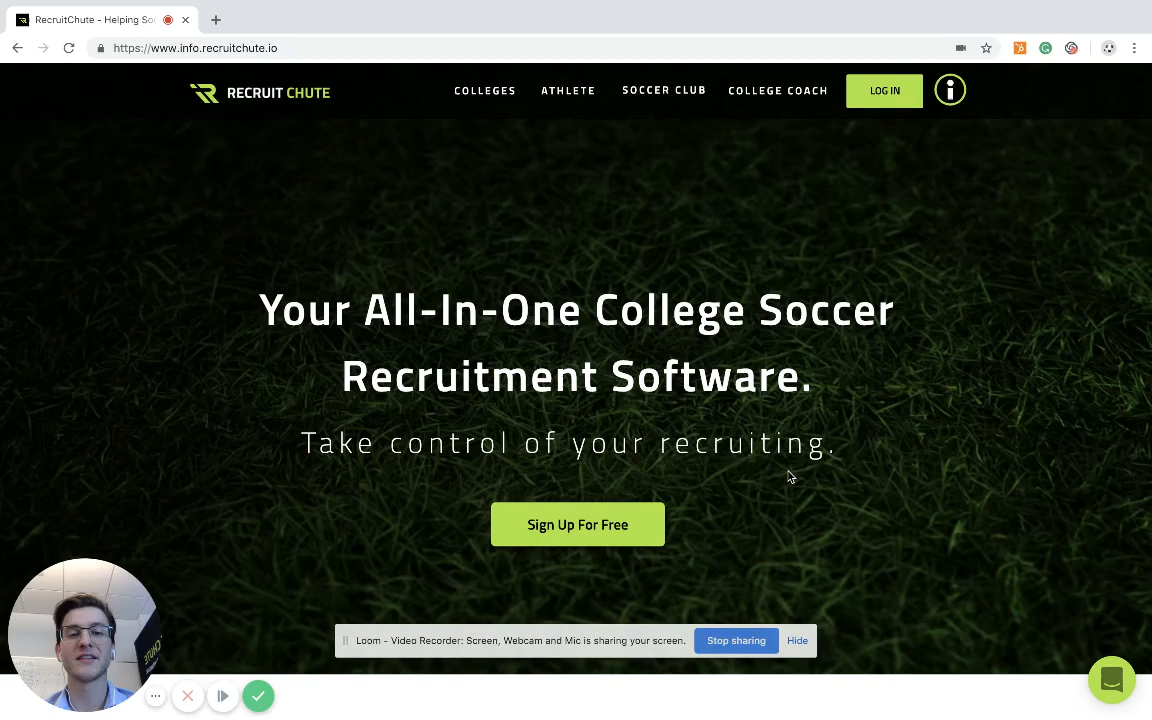 RecruitChute - Helping Soc
https://www.info.recruitchute.io
RECRUIT CHUTE
COLLEGES
ATHLETE
SOCCER CLUB
COLLEGE COACH
LOG IN
Your All-In-One College Soccer
Recruitment Software.
Take control of your recruiting.
Sign Up For Free
Loom - Video Recorder: Screen, Webcam and Mic is sharing your screen.
Stop sharing
Hide
CHUTE